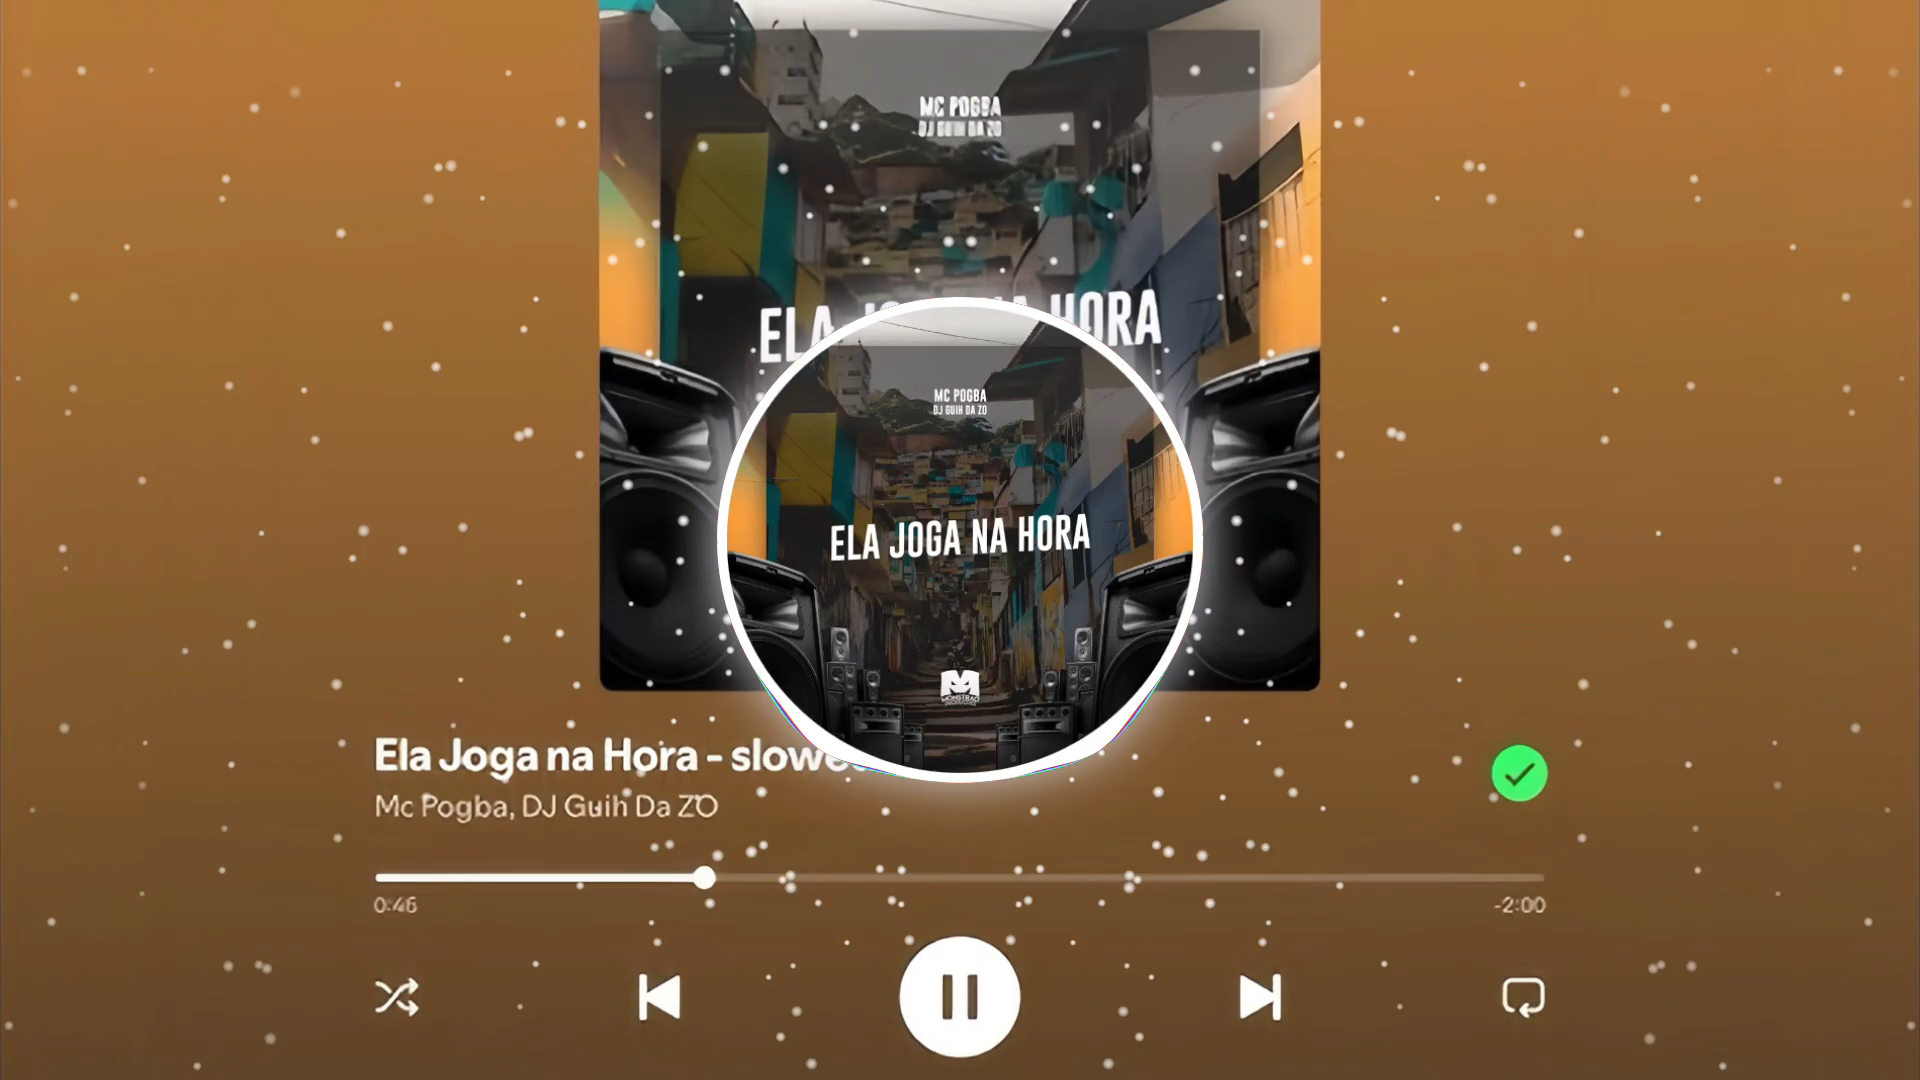 MC POGBA
DJ GUIH DA ZO
ELA HORA
MC POGBA
DJ GUIH DA ZO
ELA JOGA NA HORA
MONSTRAO
Ela Joga na Hora - slowe
Mc Pogba, DJ Guih Da ZO
0:46
-2:00